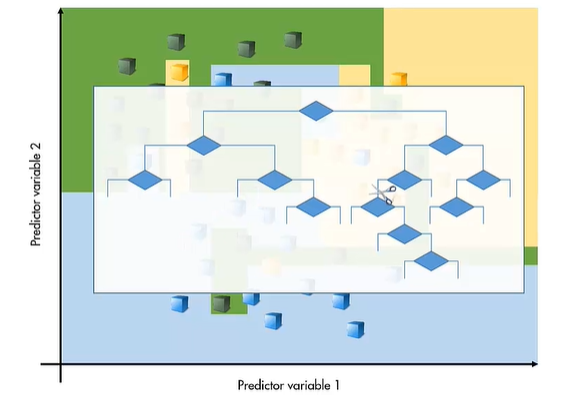 Predictor variable 2
Predictor variable 1